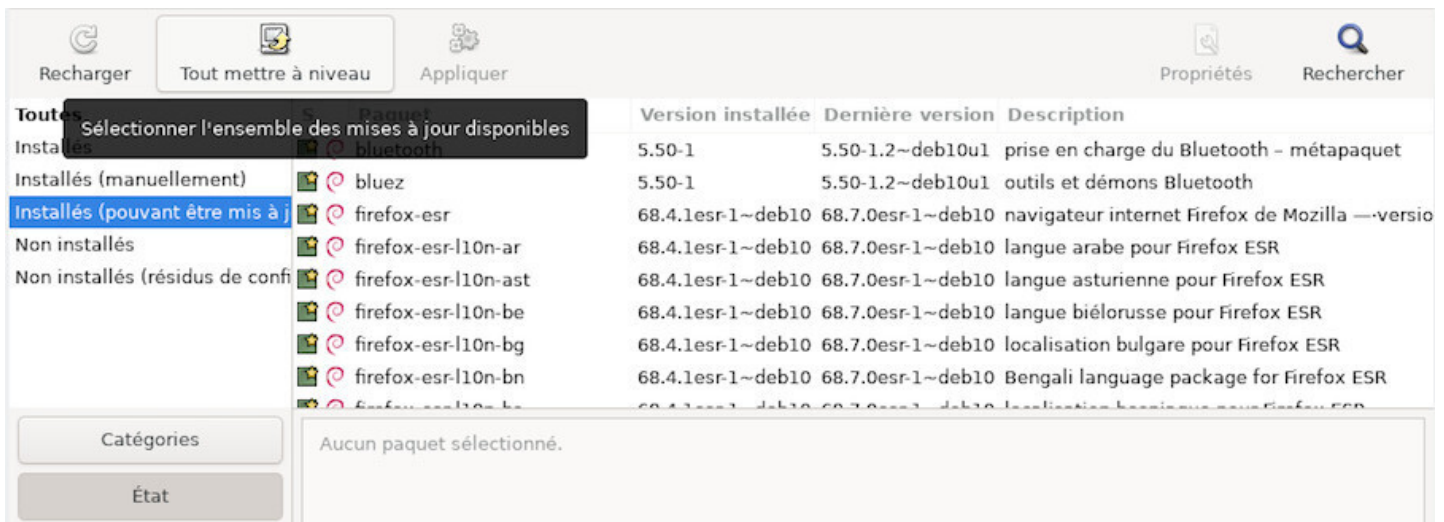 Recharger Tout mettre à niveau Appliquer Propriétés Rechercher
Toutes S Paquet Version installée Dernière version Description
Sélectionner l'ensemble des mises à jour disponibles
Installés bluetooth 5.50-1 5.50-1.2~deb10u1 prise en charge du Bluetooth – métapaquet
Installés (manuellement) bluez 5.50-1 5.50-1.2~deb10u1 outils et démons Bluetooth
Installés (pouvant être mis à j firefox-esr 68.4.1esr-1~deb10 68.7.0esr-1~deb10 navigateur internet Firefox de Mozilla —·versio
Non installés firefox-esr-l10n-ar 68.4.1esr-1~deb10 68.7.0esr-1~deb10 langue arabe pour Firefox ESR
Non installés (résidus de confi firefox-esr-l10n-ast 68.4.1esr-1~deb10 68.7.0esr-1~deb10 langue asturienne pour Firefox ESR
firefox-esr-l10n-be 68.4.1esr-1~deb10 68.7.0esr-1~deb10 langue biélorusse pour Firefox ESR
firefox-esr-l10n-bg 68.4.1esr-1~deb10 68.7.0esr-1~deb10 localisation bulgare pour Firefox ESR
firefox-esr-l10n-bn 68.4.1esr-1~deb10 68.7.0esr-1~deb10 Bengali language package for Firefox ESR
Catégories
Aucun paquet sélectionné.
État